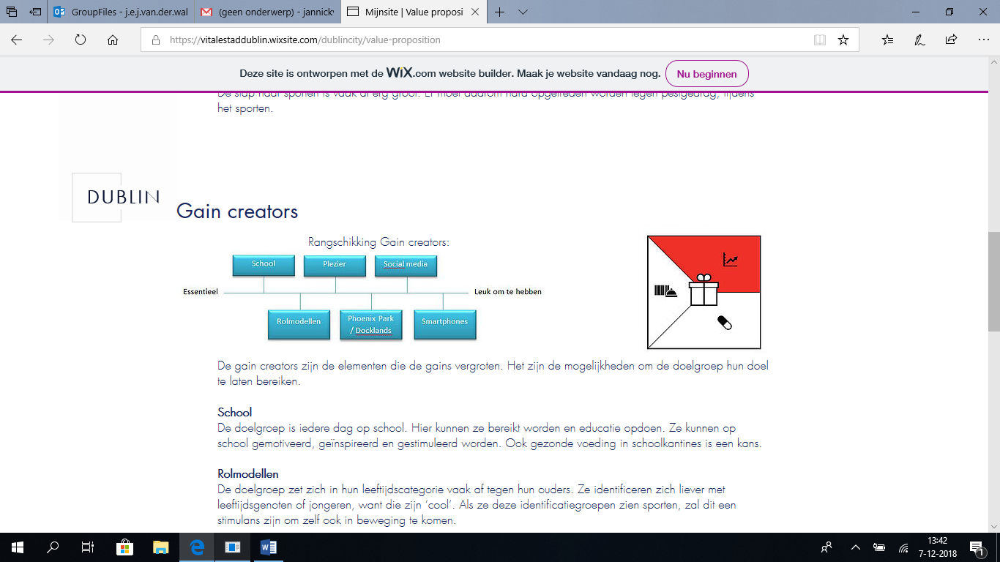 GroupFiles - j.e.j.van.der.wal
(geen onderwerp) - jannick
Mijnsite | Value proposi
https://vitalestaddublin.wixsite.com/dublincity/value-proposition
Deze site is ontworpen met de WiX.com website builder. Maak je website vandaag nog.
Nu beginnen
De stap naar sporten is vaak al erg groot. Er moet daarom hard opgetreden worden tegen pestgedrag, tijdens
het sporten.
DUBLIN
Gain creators
Rangschikking Gain creators:
School
Plezier
Social media
Essentieel
Leuk om te hebben
Rolmodellen
Phoenix Park
/ Docklands
Smartphones
De gain creators zijn de elementen die de gains vergroten. Het zijn de mogelijkheden om de doelgroep hun doel
te laten bereiken.
School
De doelgroep is iedere dag op school. Hier kunnen ze bereikt worden en educatie opdoen. Ze kunnen op
school gemotiveerd, geïnspireerd en gestimuleerd worden. Ook gezonde voeding in schoolkantines is een kans.
Rolmodellen
De doelgroep zet zich in hun leeftijdscategorie vaak af tegen hun ouders. Ze identificeren zich liever met
leeftijdsgenoten of jongeren, want die zijn ‘cool’. Als ze deze identificatiegroepen zien sporten, zal dit een
stimulans zijn om zelf ook in beweging te komen.
13:42
7-12-2018
1